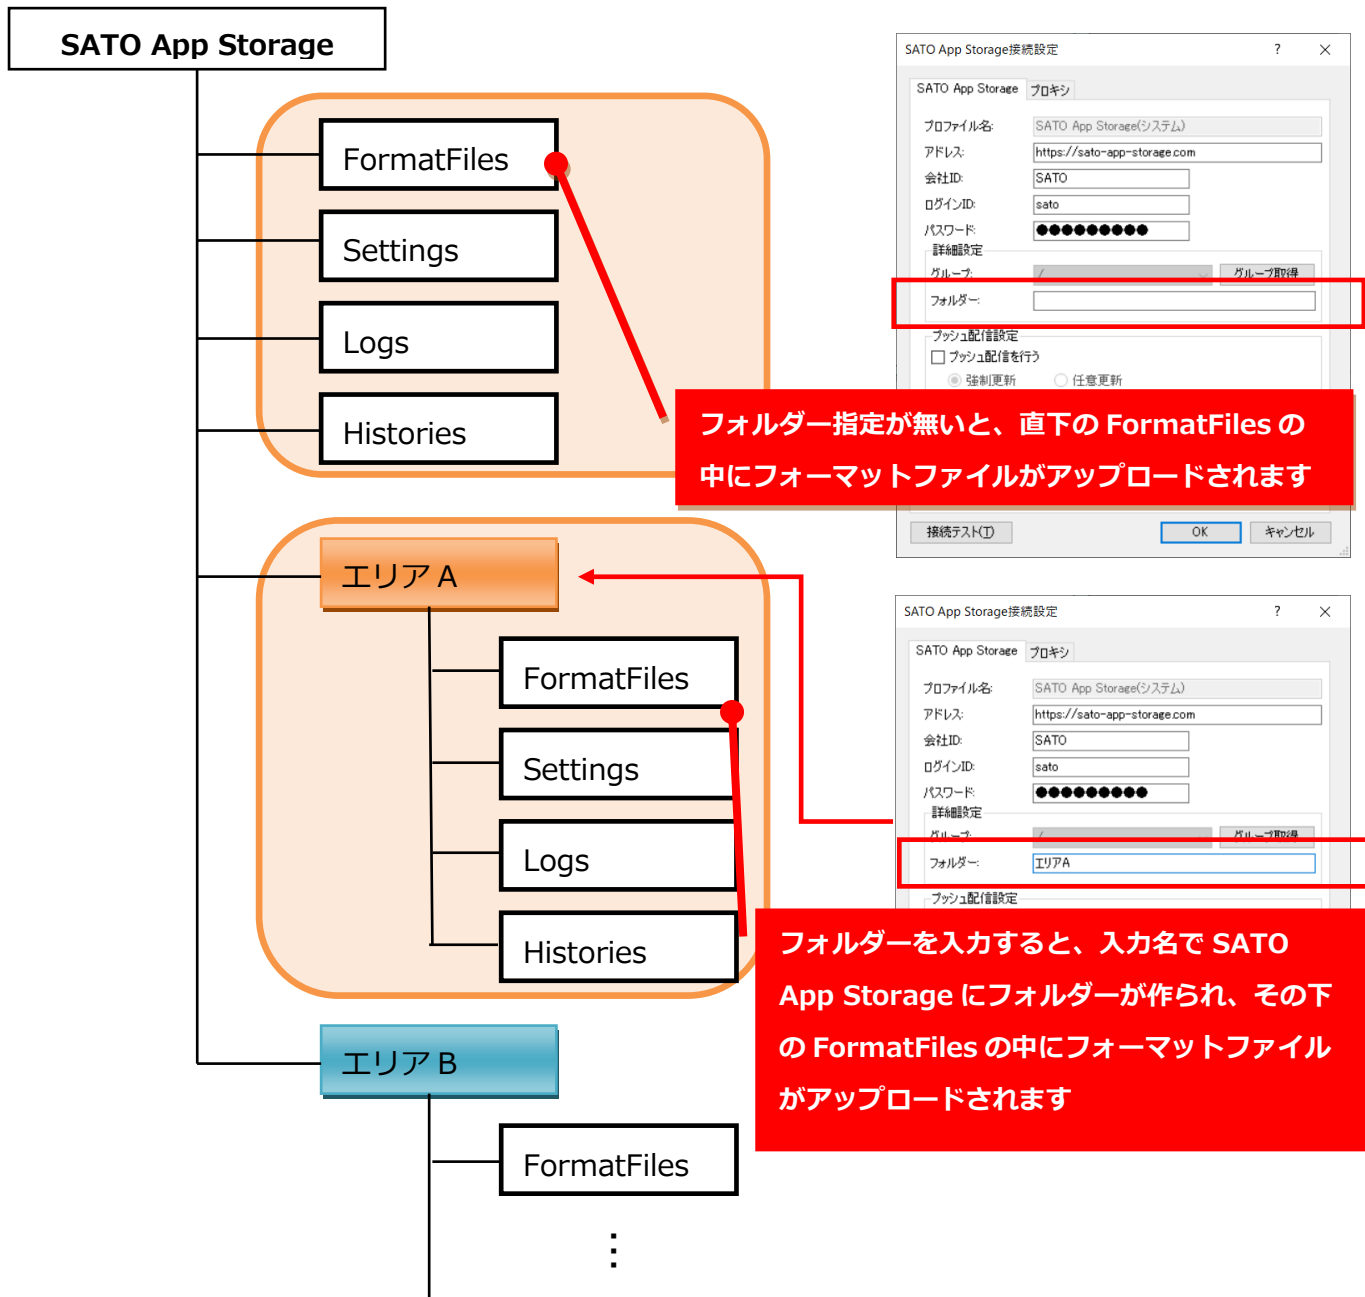 SATO App Storage
FormatFiles
Settings
Logs
Histories
SATO App Storage接続設定
?
×
SATO App Storage
プロキシ
プロファイル名:
SATO App Storage(システム)
アドレス:
https://sato-app-storage.com
会社ID:
SATO
ログインID:
sato
パスワード:
●●●●●●●●●
詳細設定
グループ:
/
グループ取得
フォルダー:
プッシュ配信設定
プッシュ配信を行う
強制更新
任意更新
フォルダー指定が無いと、直下の FormatFiles の
中にフォーマットファイルがアップロードされます
接続テスト(T)
OK
キャンセル
エリア A
FormatFiles
Settings
Logs
Histories
SATO App Storage接続設定
?
×
SATO App Storage
プロキシ
プロファイル名:
SATO App Storage(システム)
アドレス:
https://sato-app-storage.com
会社ID:
SATO
ログインID:
sato
パスワード:
●●●●●●●●●
詳細設定
グループ:
/
グループ取得
フォルダー:
エリアA
プッシュ配信設定
フォルダーを入力すると、入力名で SATO
App Storage にフォルダーが作られ、その下
の FormatFiles の中にフォーマットファイル
がアップロードされます
エリア B
FormatFiles
⋮